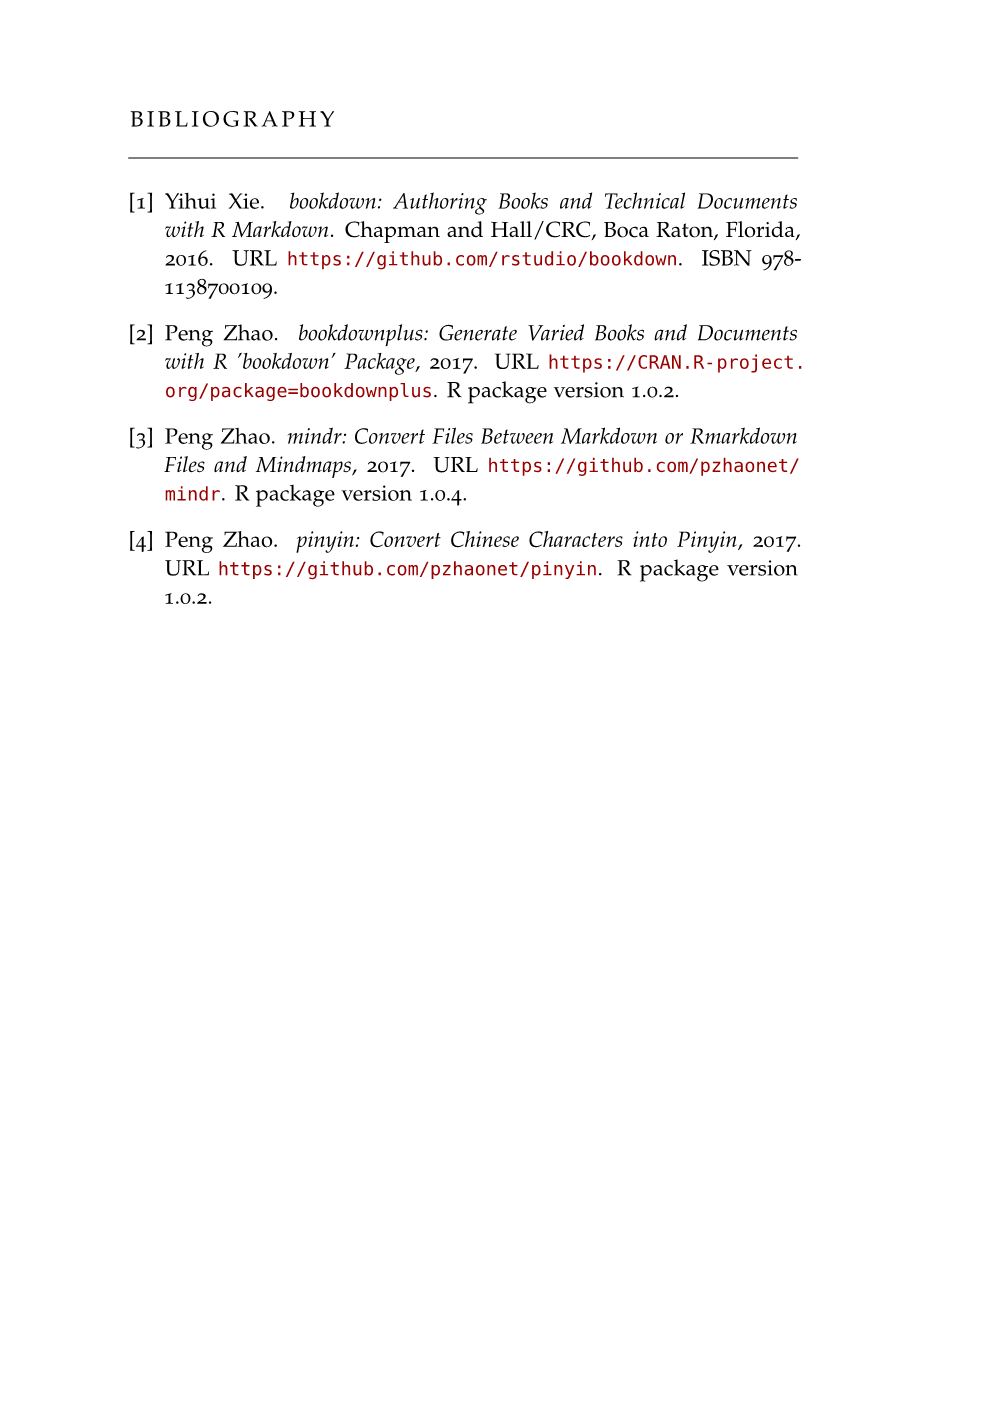 BIBLIOGRAPHY
[1] Yihui Xie. bookdown: Authoring Books and Technical Documents
with R Markdown. Chapman and Hall/CRC, Boca Raton, Florida,
2016. URL https://github.com/rstudio/bookdown. ISBN 978-
1138700109.
[2] Peng Zhao. bookdownplus: Generate Varied Books and Documents
with R 'bookdown' Package, 2017. URL https://CRAN.R-project.
org/package=bookdownplus. R package version 1.0.2.
[3] Peng Zhao. mindr: Convert Files Between Markdown or Rmarkdown
Files and Mindmaps, 2017. URL https://github.com/pzhaonet/
mindr. R package version 1.0.4.
[4] Peng Zhao. pinyin: Convert Chinese Characters into Pinyin, 2017.
URL https://github.com/pzhaonet/pinyin. R package version
1.0.2.